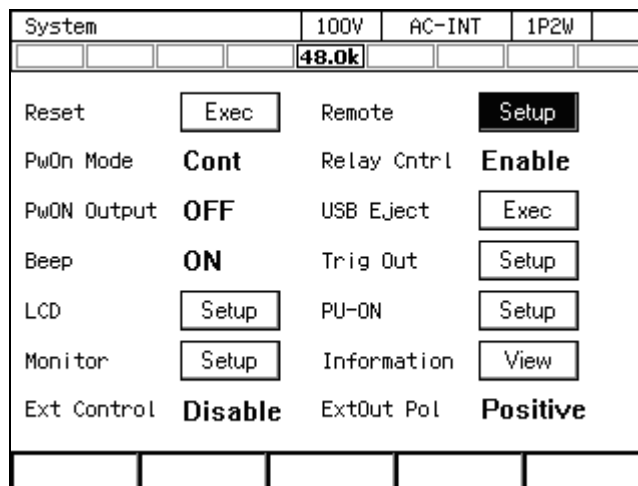 System 100V AC-INT 1P2W
48.0k
Reset Exec Remote Setup
PwOn Mode Cont Relay Cntrl Enable
PwON Output OFF USB Eject Exec
Beep ON Trig Out Setup
LCD Setup PU-ON Setup
Monitor Setup Information View
Ext Control Disable ExtOut Pol Positive